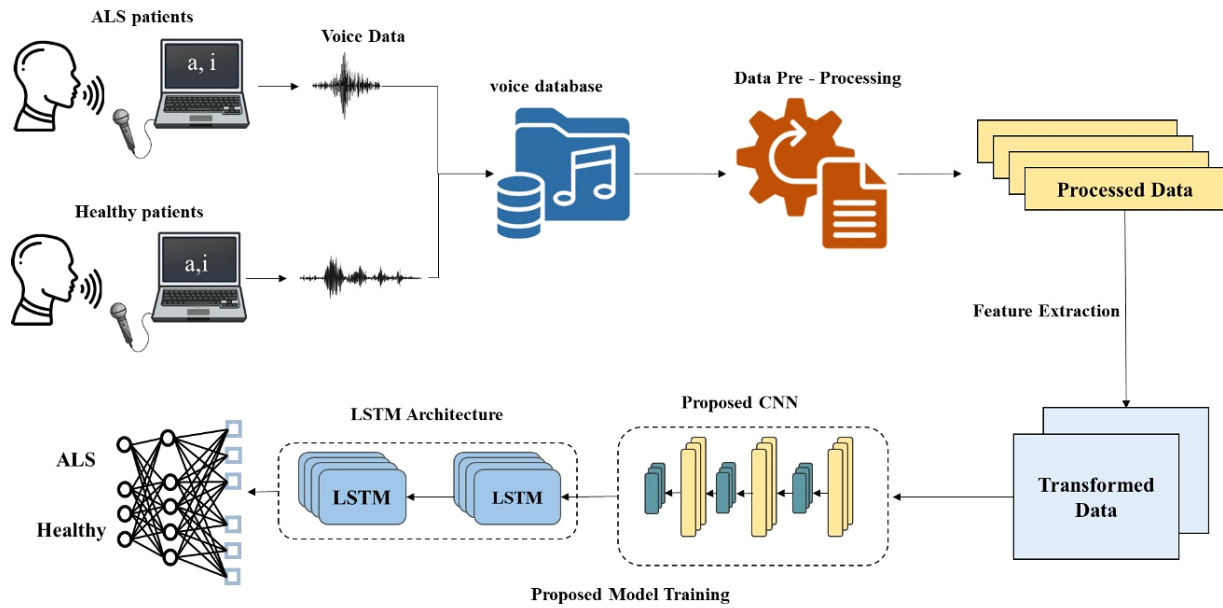 ALS patients
a, i
Voice Data
voice database
Data Pre - Processing
Processed Data
Healthy patients
a,i
Feature Extraction
Transformed
Data
Proposed CNN
LSTM Architecture
LSTM
LSTM
ALS
Healthy
Proposed Model Training